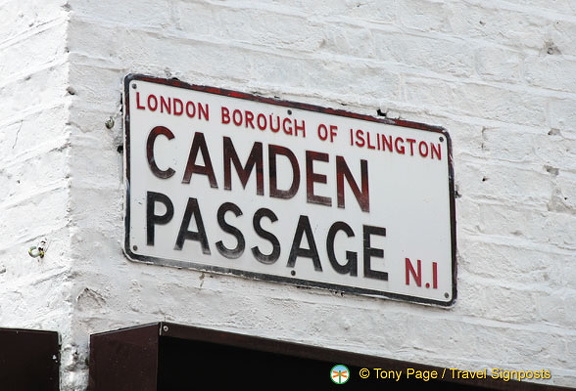 LONDON BOROUGH OF ISLINGTON
CAMDEN
PASSAGE N.1
© Tony Page / Travel Signposts